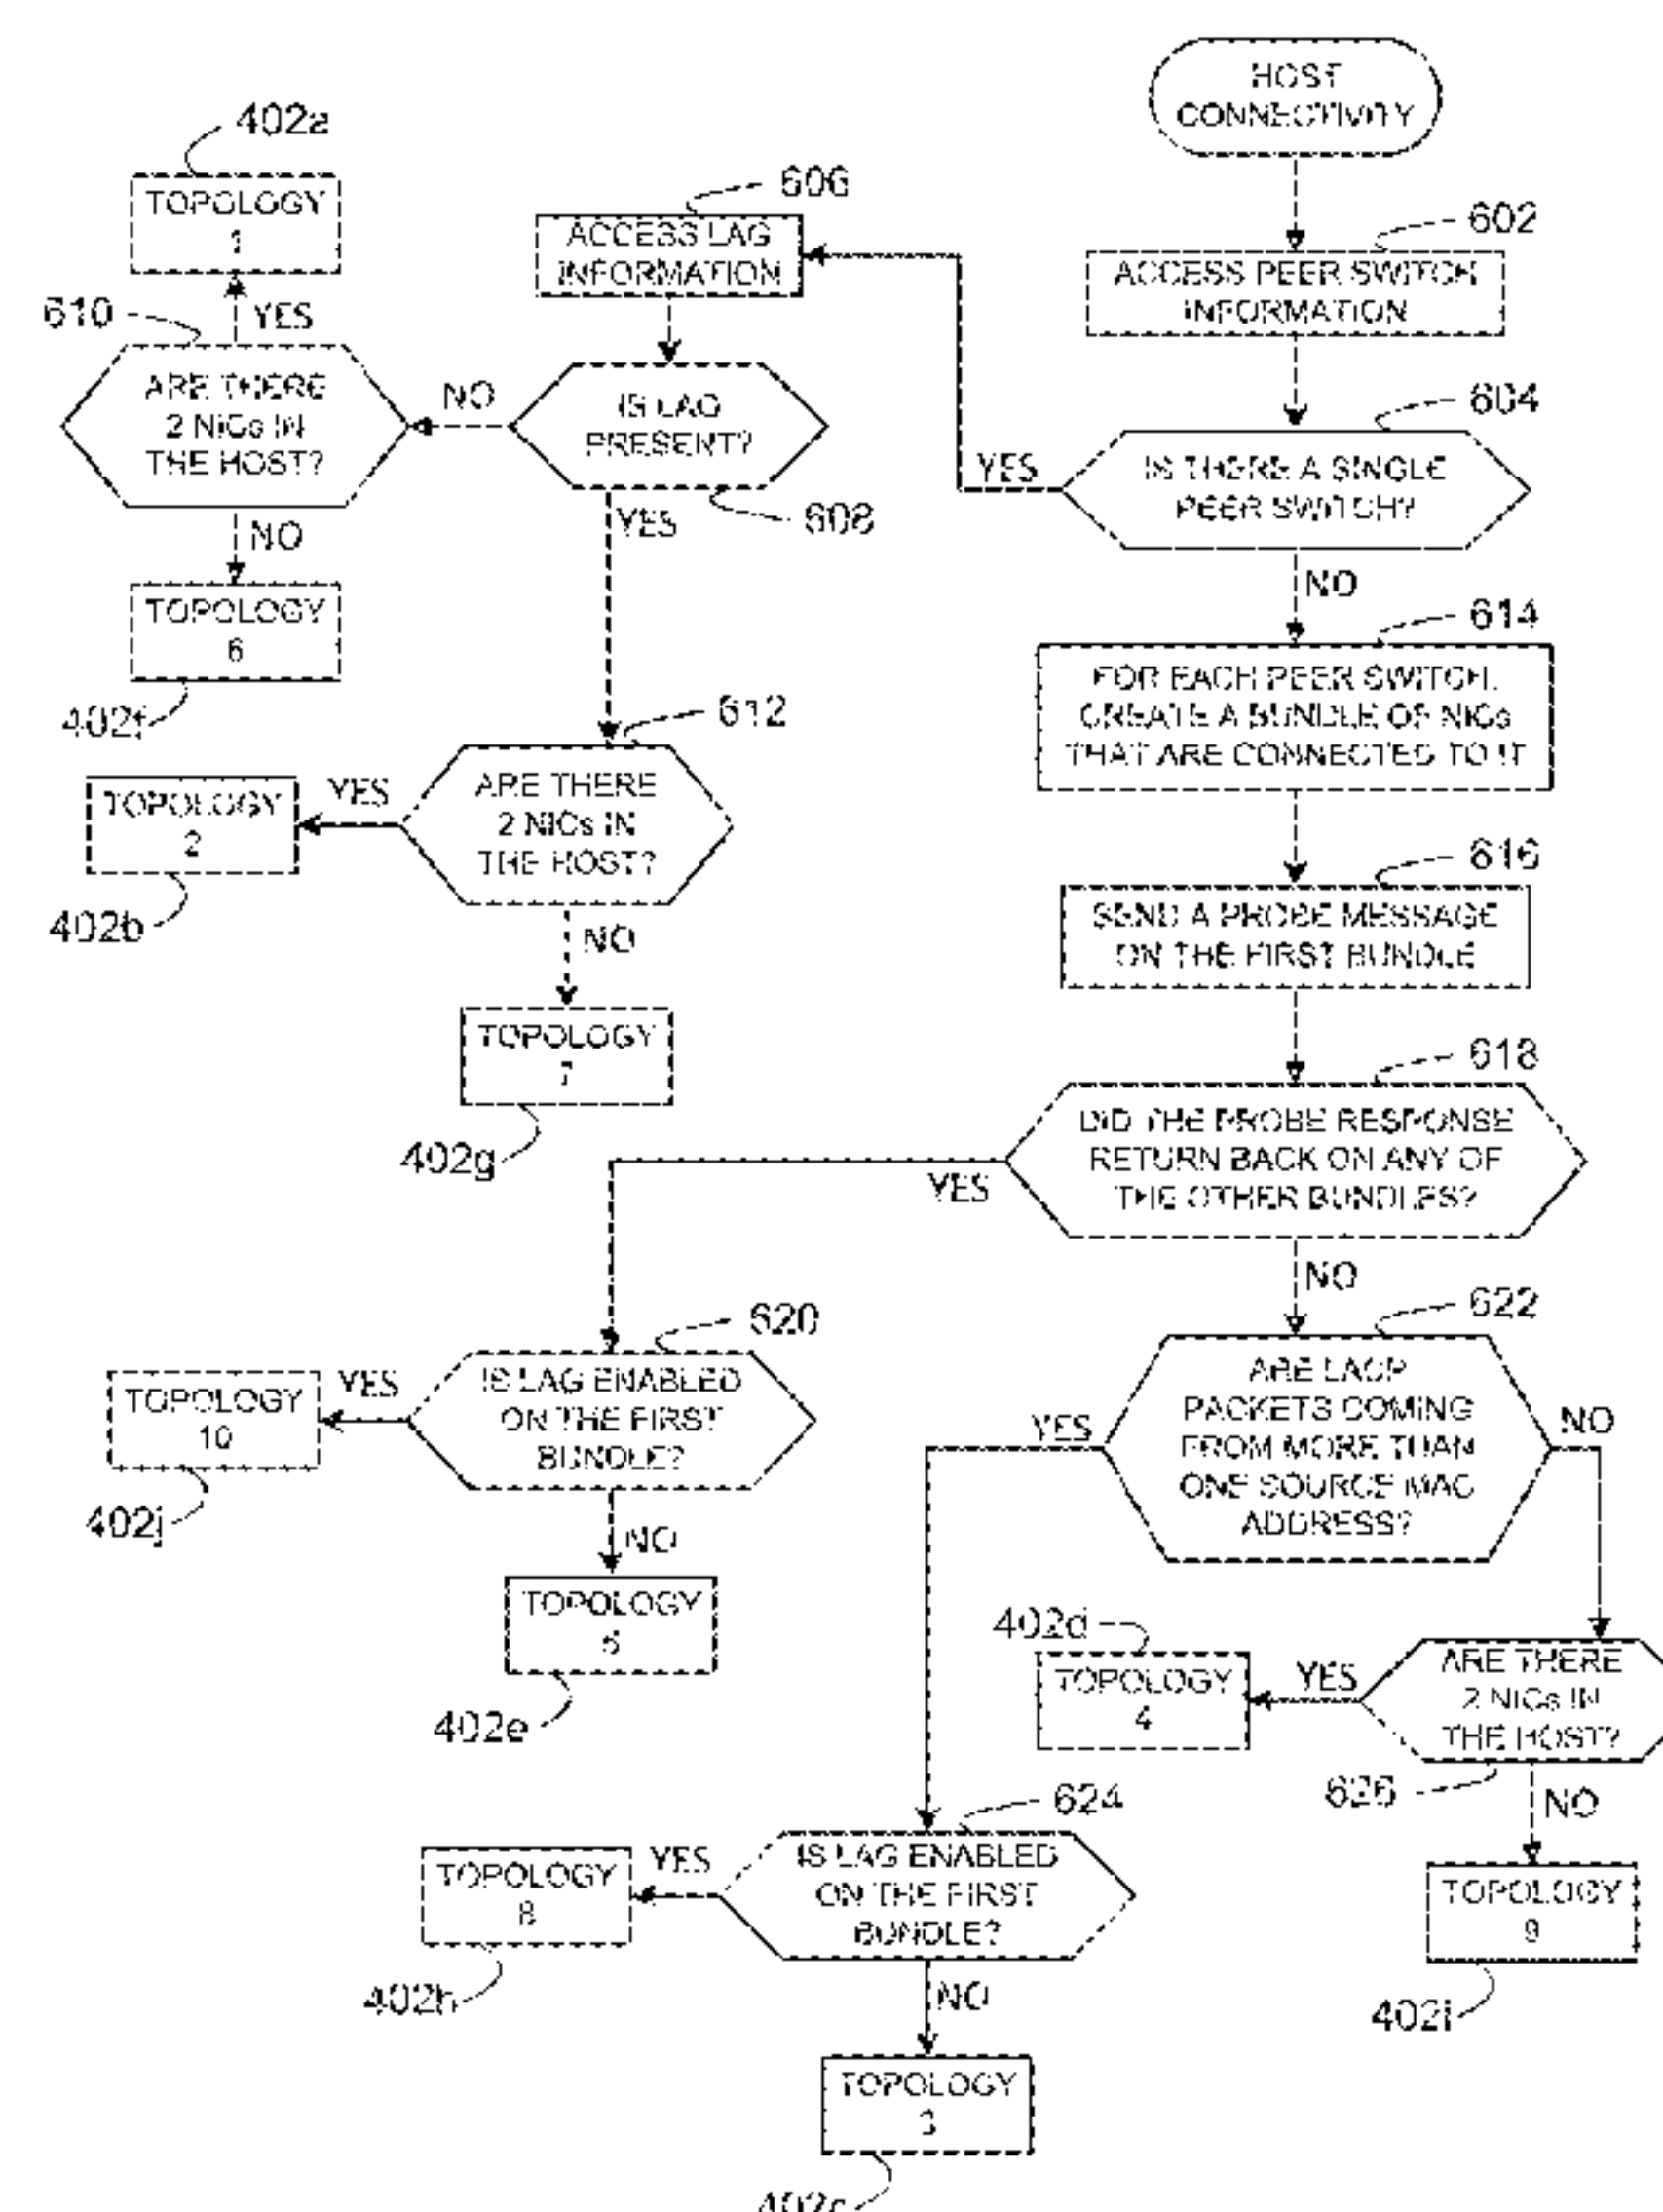 HOST
CONNECTIVITY
602
ACCESS PEER SWITCH
INFORMATION
604
IS THERE A SINGLE
PEER SWITCH?
YES
NO
606
ACCESS LAG
INFORMATION
IS LAG
PRESENT?
608
NO
YES
402a
TOPOLOGY
1
610
YES
ARE THERE
2 NICs IN
THE HOST?
NO
TOPOLOGY
6
402f
612
ARE THERE
2 NICs IN
THE HOST?
YES
TOPOLOGY
2
402b
NO
TOPOLOGY
7
402g
614
FOR EACH PEER SWITCH,
CREATE A BUNDLE OF NICs
THAT ARE CONNECTED TO IT
616
SEND A PROBE MESSAGE
ON THE FIRST BUNDLE
618
DID THE PROBE RESPONSE
RETURN BACK ON ANY OF
THE OTHER BUNDLES?
YES
NO
620
IS LAG ENABLED
ON THE FIRST
BUNDLE?
YES
TOPOLOGY
10
402j
NO
TOPOLOGY
5
402e
622
ARE LACP
PACKETS COMING
FROM MORE THAN
ONE SOURCE MAC
ADDRESS?
YES
NO
402d
TOPOLOGY
4
YES
ARE THERE
2 NICs IN
THE HOST?
626
NO
TOPOLOGY
9
402i
624
IS LAG ENABLED
ON THE FIRST
BUNDLE?
YES
TOPOLOGY
8
402h
NO
TOPOLOGY
3
402c